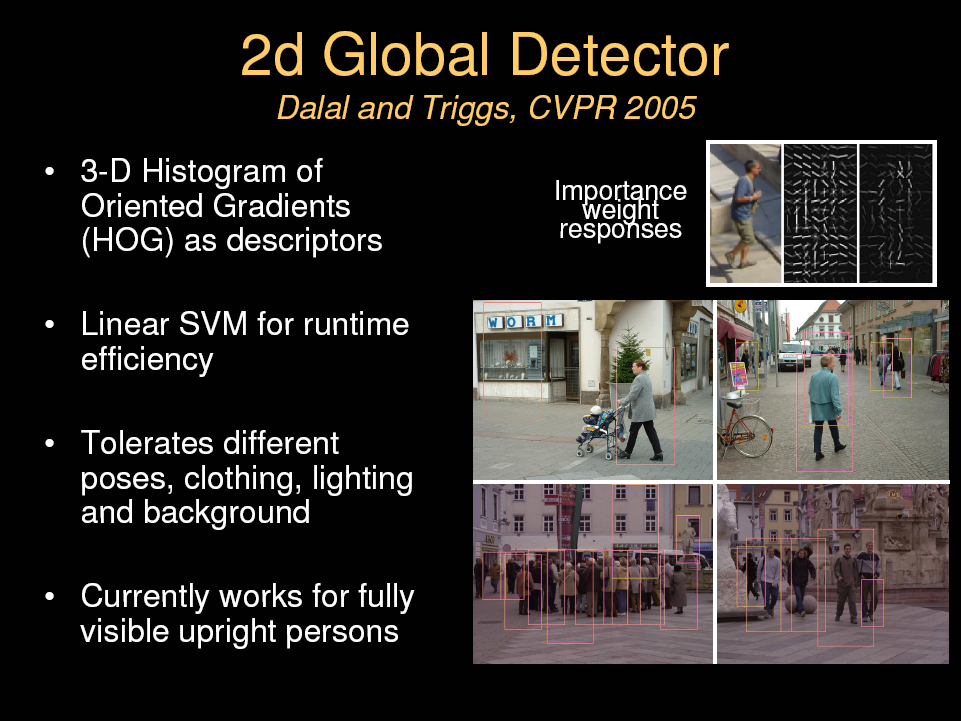 2d Global Detector
Dalal and Triggs, CVPR 2005
• 3-D Histogram of
Oriented Gradients
(HOG) as descriptors
• Linear SVM for runtime
efficiency
• Tolerates different
poses, clothing, lighting
and background
• Currently works for fully
visible upright persons
Importance
weight
responses
WORM